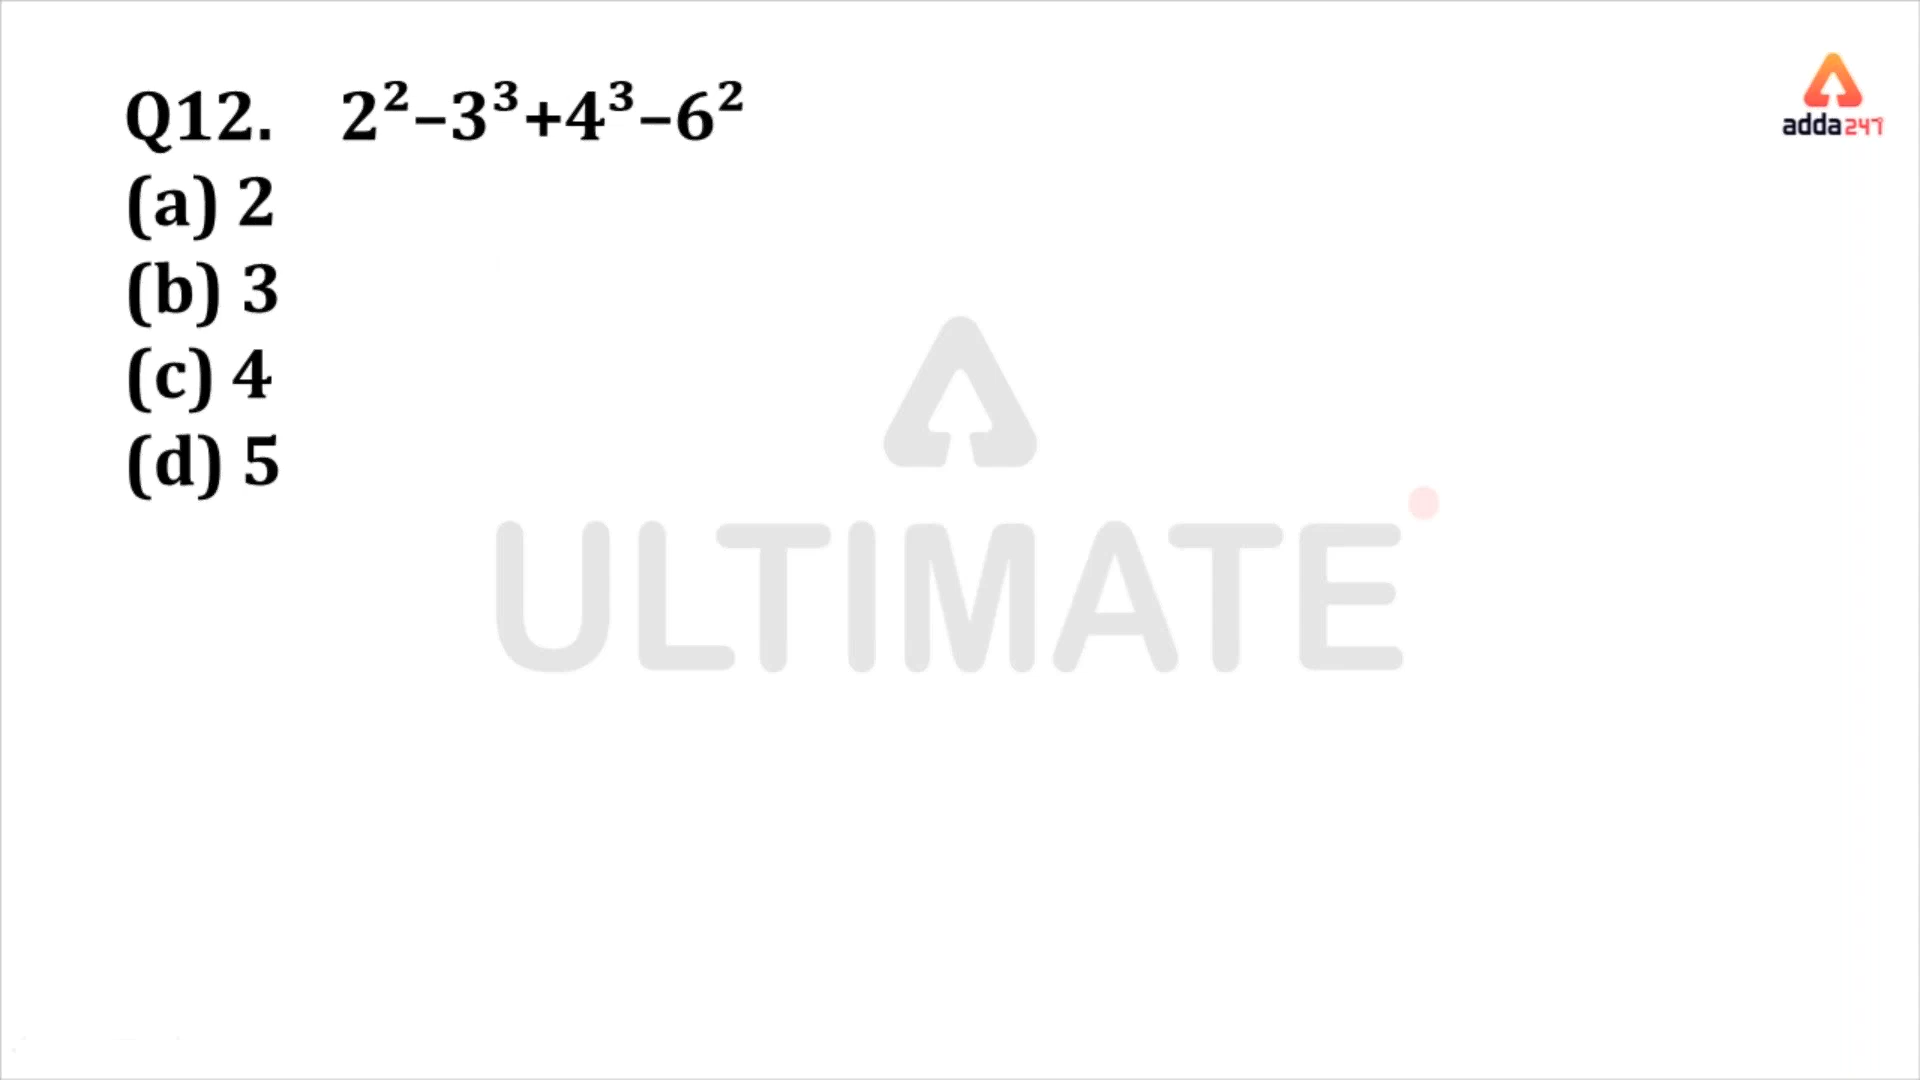 Q12. 2²–3³+4³–6²
(a) 2
(b) 3
(c) 4
(d) 5
adda247
ULTIMATE